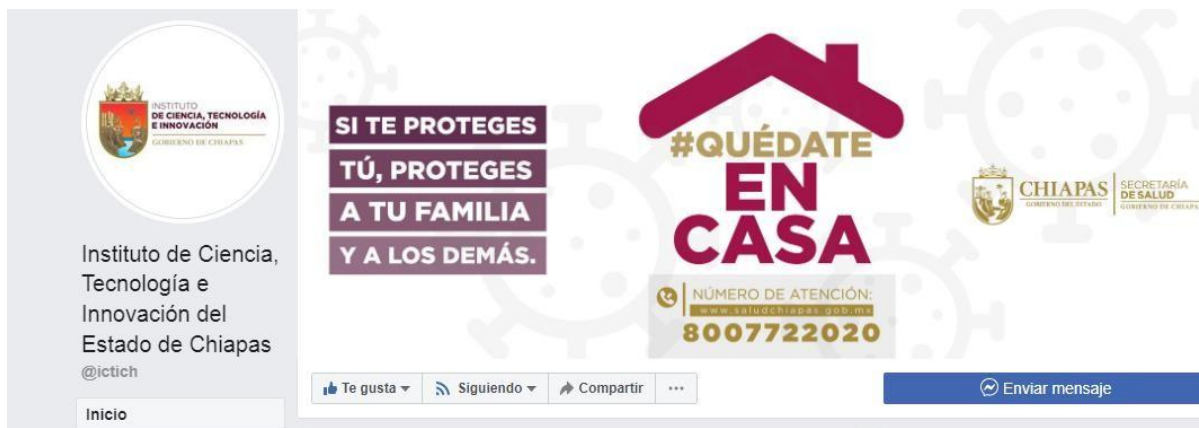 INSTITUTO
DE CIENCIA, TECNOLOGÍA
E INNOVACIÓN
GOBIERNO DE CHIAPAS
Instituto de Ciencia,
Tecnología e
Innovación del
Estado de Chiapas
@ictich
Inicio
SI TE PROTEGES
TÚ, PROTEGES
A TU FAMILIA
Y A LOS DEMÁS.
#QUÉDATE
EN
CASA
NÚMERO DE ATENCIÓN:
www.saludchiapas.gob.mx
8007722020
CHIAPAS
GOBIERNO DEL ESTADO
SECRETARÍA
DE SALUD
GOBIERNO DE CHIAPA
Te gusta
Siguiendo
Compartir
Enviar mensaje